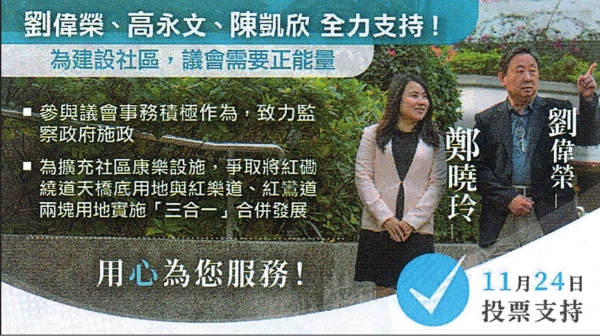 劉偉榮、高永文、陳凱欣 全力支持！
為建設社區，議會需要正能量
■ 參與議會事務積極作為，致力監
察政府施政
■ 為擴充社區康樂設施，爭取將紅磡
繞道天橋底用地與紅樂道、紅鸞道
兩塊用地實施「三合一」合併發展
鄭曉玲
劉偉榮
用心為您服務！
11月24日
投票支持